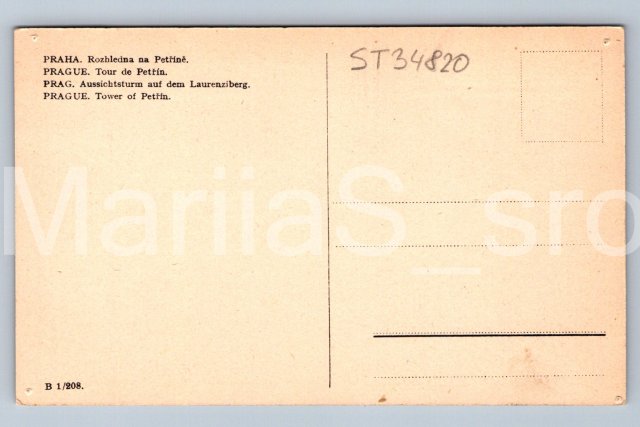 PRAHA. Rozhledna na Petříně.
PRAGUE. Tour de Petřín.
PRAG. Aussichtsturm auf dem Laurenziberg.
PRAGUE. Tower of Petřín.
ST34820
MariiaS_sro
B 1/208.